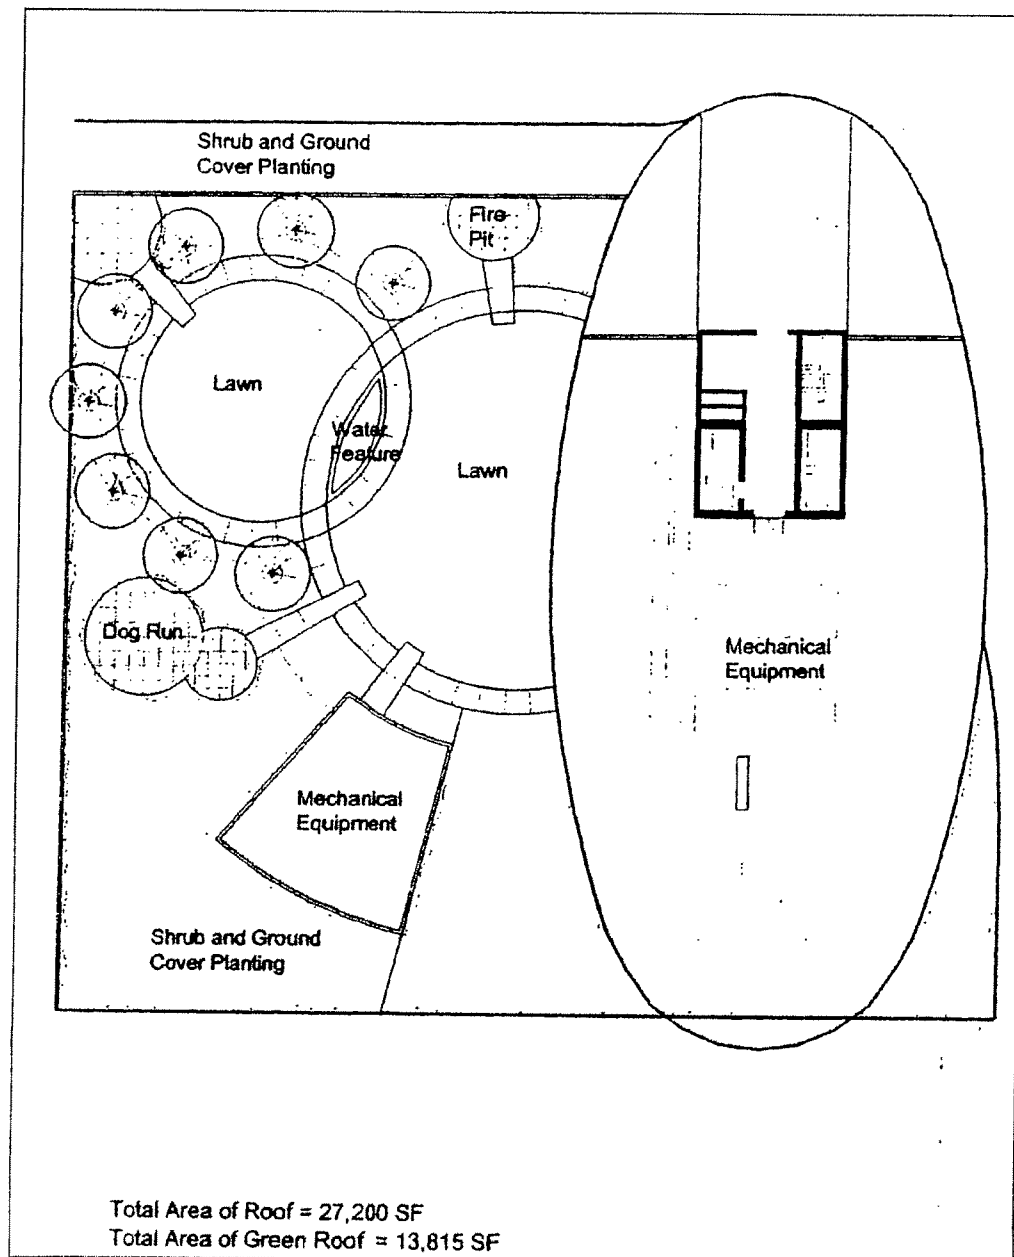 Shrub and Ground
Cover Planting
Fire
Pit
Lawn
Water
Feature
Lawn
Dog Run
Mechanical
Equipment
Mechanical
Equipment
Shrub and Ground
Cover Planting
Total Area of Roof = 27,200 SF
Total Area of Green Roof = 13,815 SF